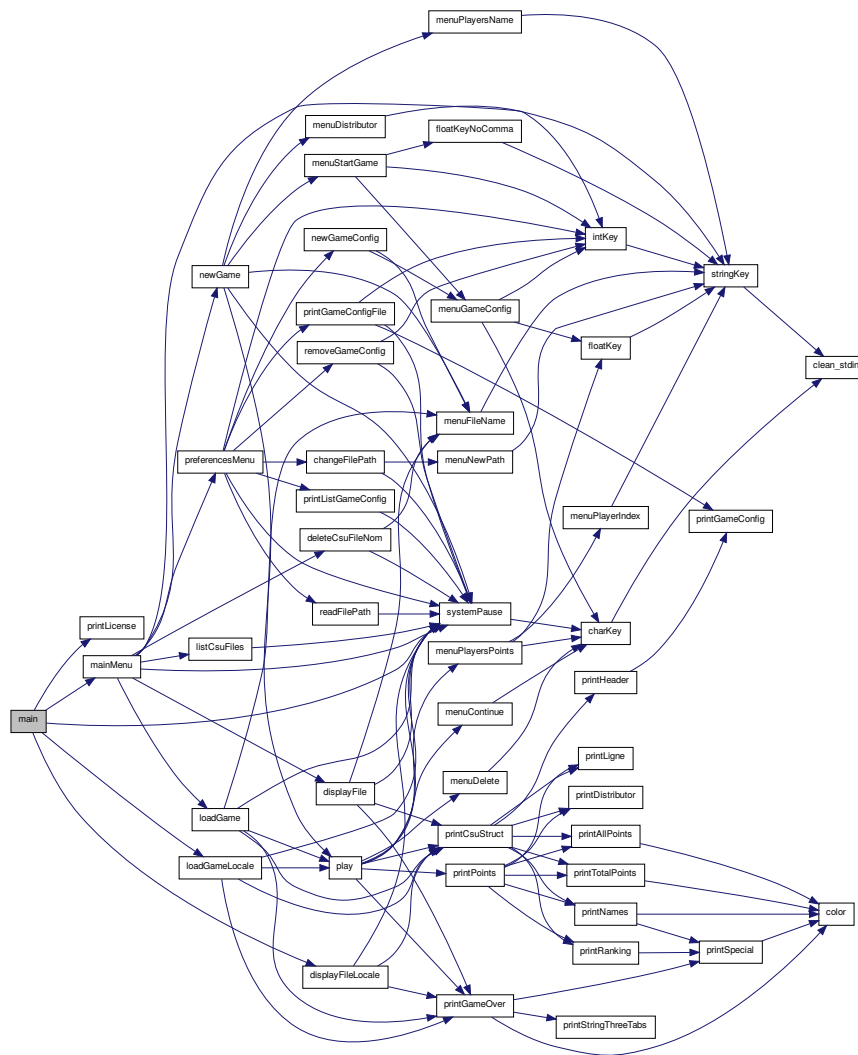 menuPlayersName
menuDistributor
floatKeyNoComma
menuStartGame
newGameConfig
intKey
newGame
stringKey
printGameConfigFile
menuGameConfig
removeGameConfig
floatKey
clean_stdin
menuFileName
preferencesMenu
changeFilePath
menuNewPath
printListGameConfig
menuPlayerIndex
printGameConfig
deleteCsuFileNom
readFilePath
systemPause
printLicense
charKey
listCsuFiles
menuPlayersPoints
mainMenu
printHeader
main
menuContinue
printLigne
menuDelete
displayFile
printDistributor
loadGame
printCsuStruct
printAllPoints
loadGameLocale
play
printPoints
printTotalPoints
printNames
color
printRanking
printSpecial
displayFileLocale
printGameOver
printStringThreeTabs